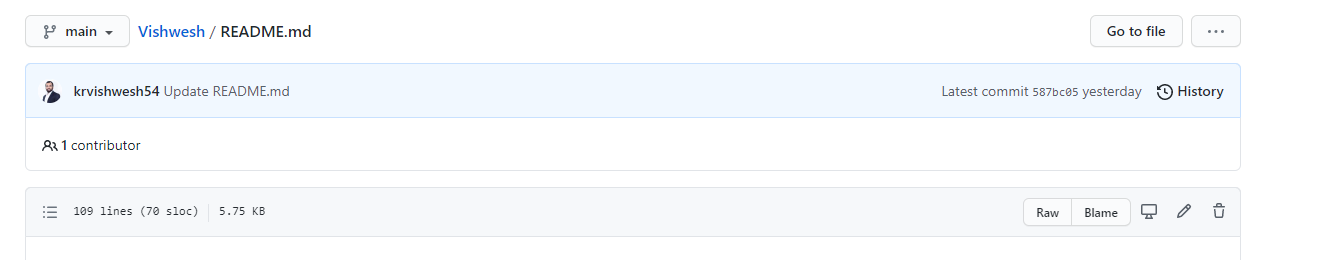 main Vishwesh / README.md Go to file ...
krvishwesh54 Update README.md Latest commit 587bc05 yesterday History
1 contributor
109 lines (70 sloc) 5.75 KB Raw Blame